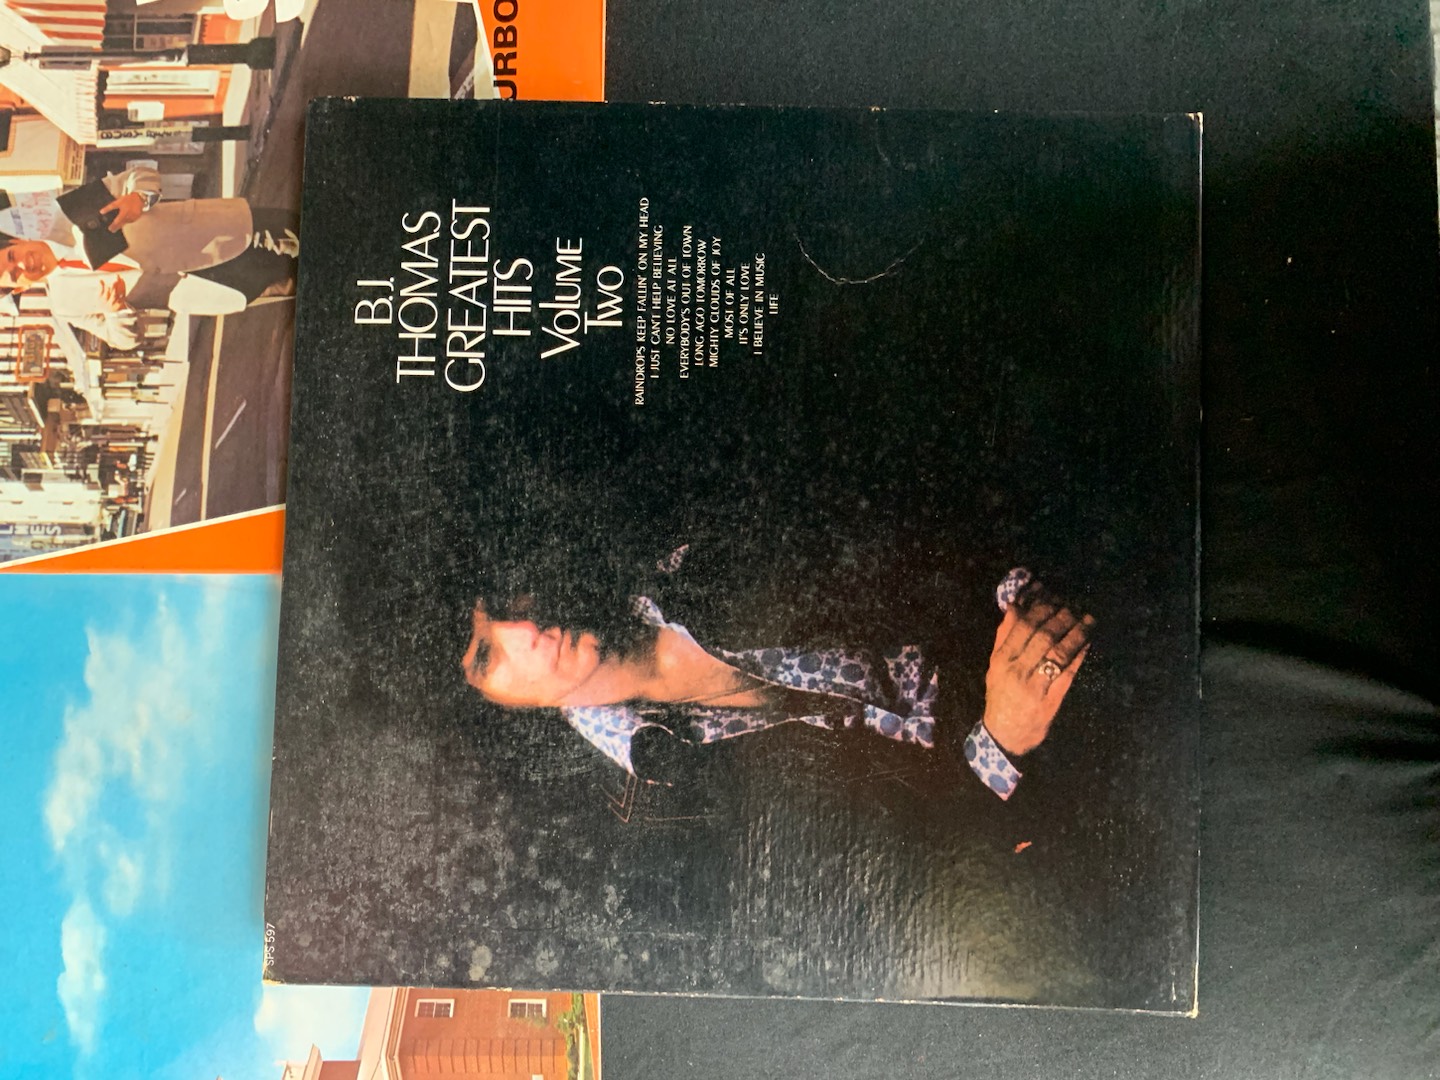 SPS 597
B.J.
THOMAS
GREATEST
HITS
VOLUME
TWO
RAINDROPS KEEP FALLIN' ON MY HEAD
I JUST CAN'T HELP BELIEVING
NO LOVE AT ALL
EVERYBODY'S OUT OF TOWN
LONG AGO TOMORROW
MIGHTY CLOUDS OF JOY
MOST OF ALL
IT'S ONLY LOVE
I BELIEVE IN MUSIC
LIFE
URBO